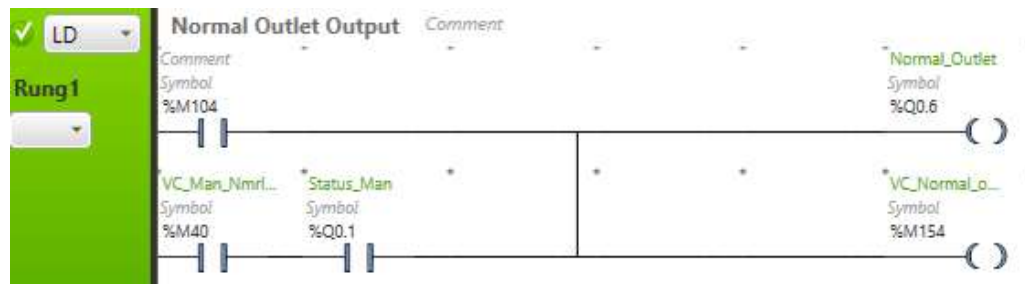 LD
Normal Outlet Output Comment
Rung1
Comment
Symbol
%M104
Normal_Outlet
Symbol
%Q0.6
VC_Man_Nmrl...
Symbol
%M40
Status_Man
Symbol
%Q0.1
VC_Normal_o...
Symbol
%M154